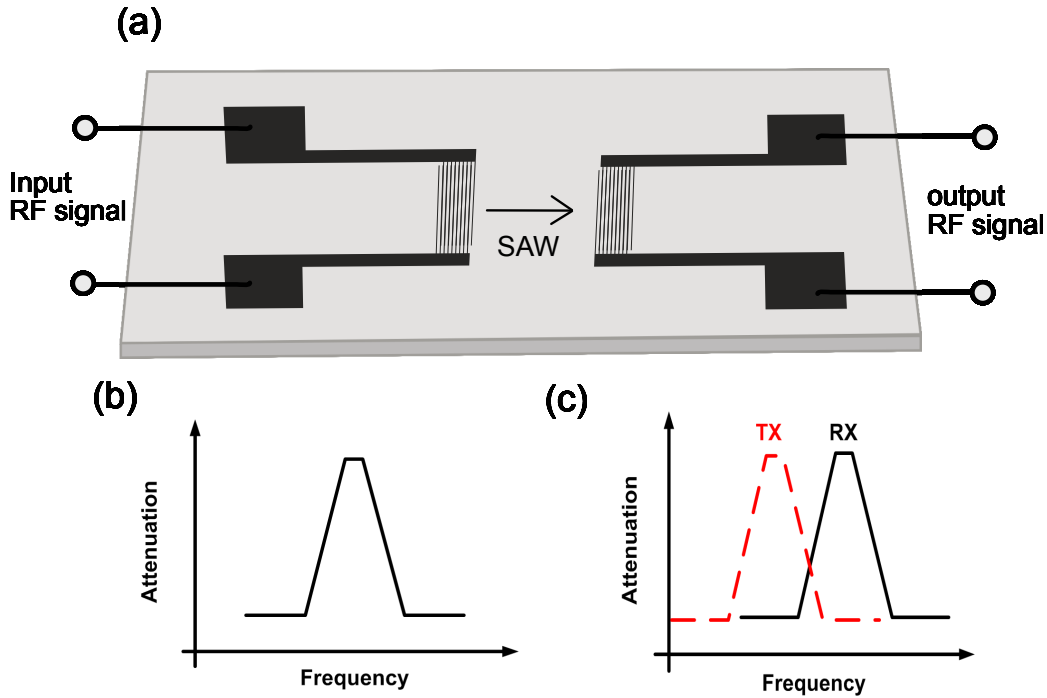 (a)
Input
RF signal
SAW
output
RF signal
(b)
Attenuation
Frequency
(c)
TX
RX
Attenuation
Frequency